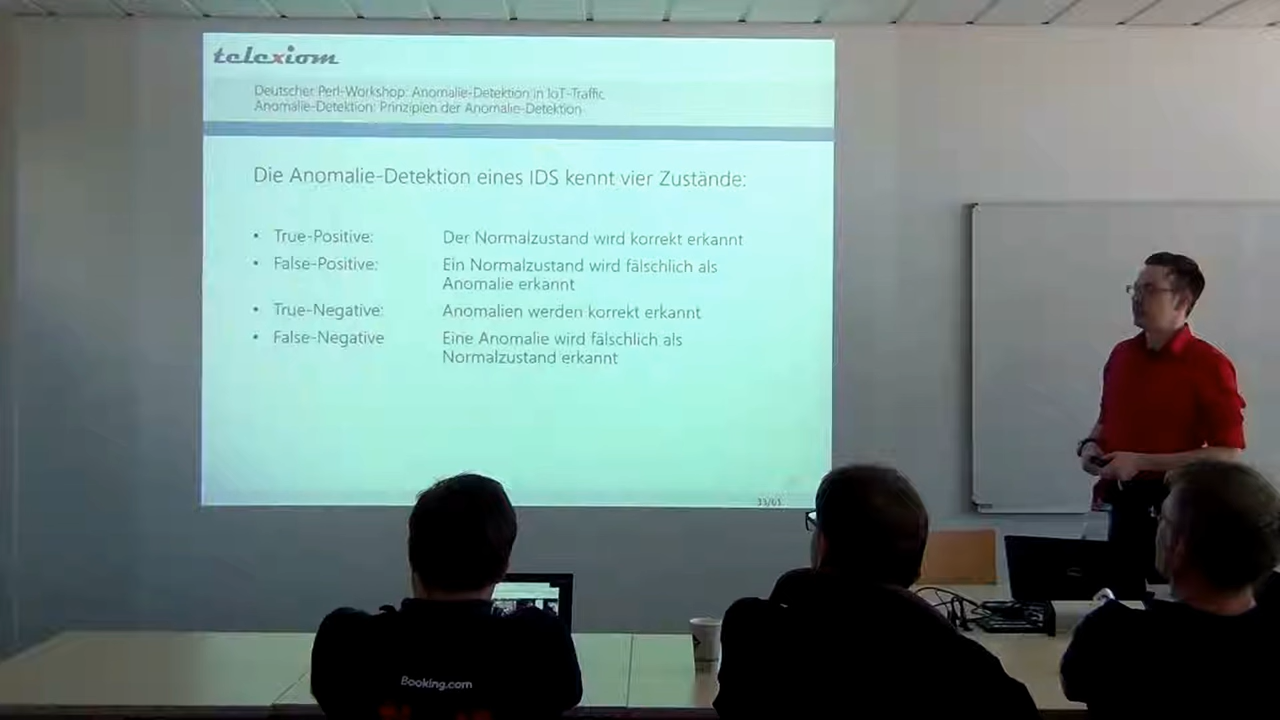 telexiom
Deutscher Perl-Workshop: Anomalie-Detektion in IoT-Traffic
Anomalie-Detektion: Prinzipien der Anomalie-Detektion
Die Anomalie-Detektion eines IDS kennt vier Zustände:
• True-Positive: Der Normalzustand wird korrekt erkannt
• False-Positive: Ein Normalzustand wird fälschlich als
Anomalie erkannt
• True-Negative: Anomalien werden korrekt erkannt
• False-Negative Eine Anomalie wird fälschlich als
Normalzustand erkannt
Booking.com